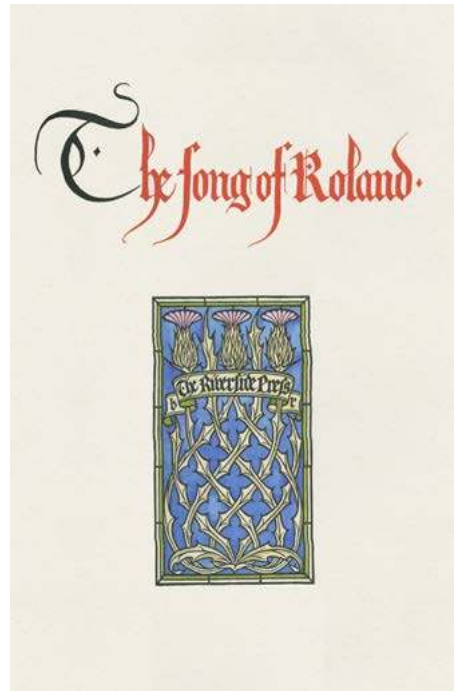 The song of Roland.
The Riverside Press
b r